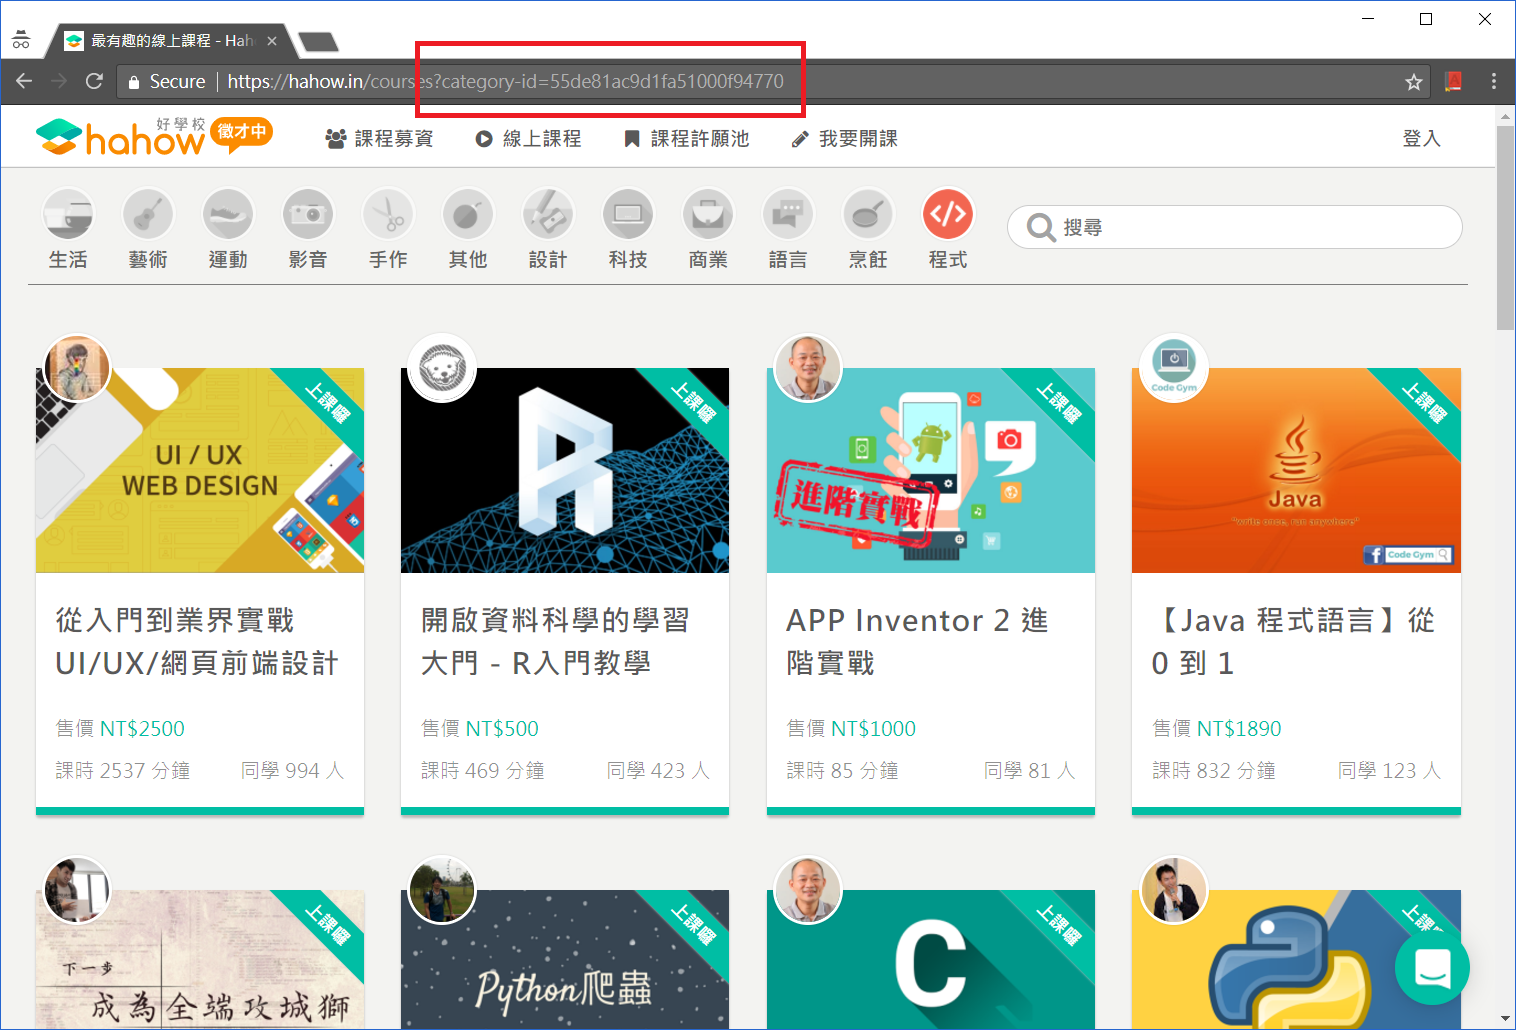 最有趣的線上課程 - Hah
Secure | https://hahow.in/courses?category-id=55de81ac9d1fa51000f94770
好學校
hahow
徵才中
課程募資
線上課程
課程許願池
我要開課
登入
生活
藝術
運動
影音
手作
其他
設計
科技
商業
語言
烹飪
程式
搜尋
上課囉
UI / UX
WEB DESIGN
從入門到業界實戰
UI/UX/網頁前端設計
售價 NT$2500
課時 2537 分鐘
同學 994 人
上課囉
R
開啟資料科學的學習
大門 - R入門教學
售價 NT$500
課時 469 分鐘
同學 423 人
上課囉
進階實戰
APP Inventor 2 進
階實戰
售價 NT$1000
課時 85 分鐘
同學 81 人
Code Gym
上課囉
Java
"write once, run anywhere"
Code Gym
【Java 程式語言】從
0 到 1
售價 NT$1890
課時 832 分鐘
同學 123 人
上課囉
下一步
成為全端攻城獅
上課囉
Python爬蟲
上課囉
C
上課囉